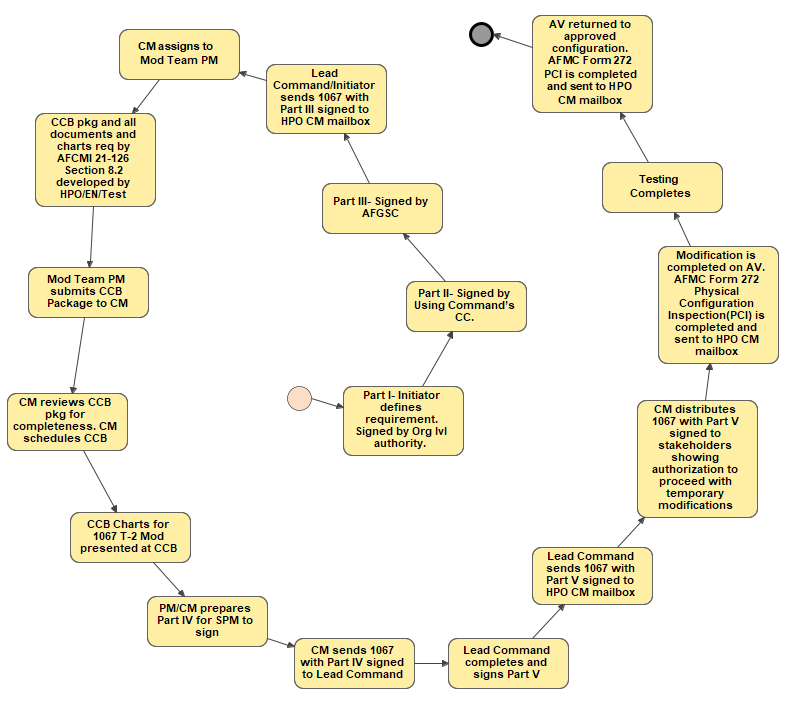 Part I- Initiator
defines
requirement.
Signed by Org lvl
authority.
Part II- Signed by
Using Command's
CC.
Part III- Signed by
AFGSC
Lead
Command/Initiator
sends 1067 with
Part III signed to
HPO CM mailbox
CM assigns to
Mod Team PM
CCB pkg and all
documents and
charts req by
AFCMI 21-126
Section 8.2
developed by
HPO/EN/Test
Mod Team PM
submits CCB
Package to CM
CM reviews CCB
pkg for
completeness. CM
schedules CCB
CCB Charts for
1067 T-2 Mod
presented at CCB
PM/CM prepares
Part IV for SPM to
sign
CM sends 1067
with Part IV signed
to Lead Command
Lead Command
completes and
signs Part V
Lead Command
sends 1067 with
Part V signed to
HPO CM mailbox
CM distributes
1067 with Part V
signed to
stakeholders
showing
authorization to
proceed with
temporary
modifications
Modification is
completed on AV.
AFMC Form 272
Physical
Configuration
Inspection(PCI) is
completed and
sent to HPO CM
mailbox
Testing
Completes
AV returned to
approved
configuration.
AFMC Form 272
PCI is completed
and sent to HPO
CM mailbox